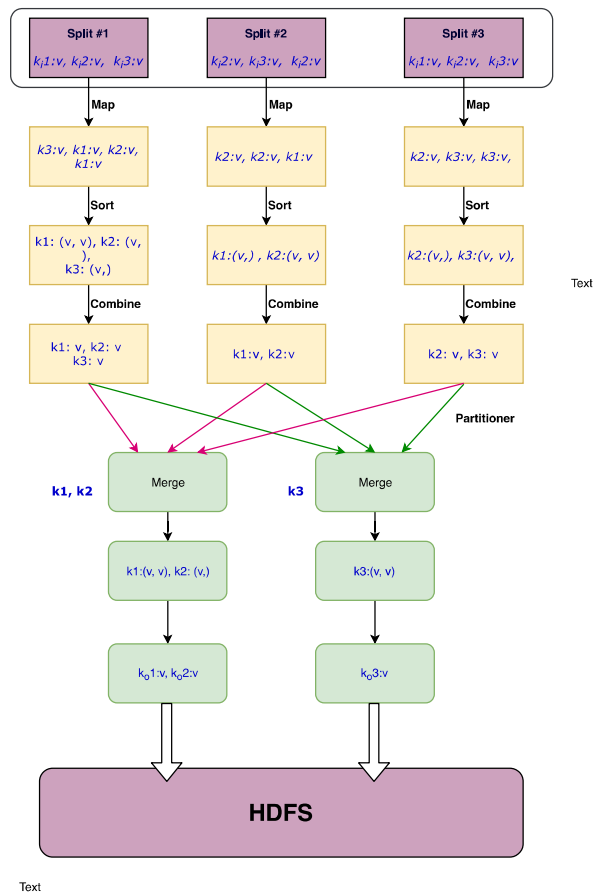 Split #1
Split #2
Split #3
kᵢ1:v, kᵢ2:v, kᵢ3:v
kᵢ2:v, kᵢ3:v, kᵢ2:v
kᵢ1:v, kᵢ2:v, kᵢ3:v
Map
Map
Map
k3:v, k1:v, k2:v,
k1:v
k2:v, k2:v, k1:v
k2:v, k3:v, k3:v,
Sort
Sort
Sort
k1: (v, v), k2: (v,
),
k3: (v,)
k1:(v,) , k2:(v, v)
k2:(v,), k3:(v, v),
Text
Combine
Combine
Combine
k1: v, k2: v
k3: v
k1:v, k2:v
k2: v, k3: v
Partitioner
k1, k2
Merge
k3
Merge
k1:(v, v), k2: (v,)
k3:(v, v)
kₒ1:v, kₒ2:v
kₒ3:v
HDFS
Text